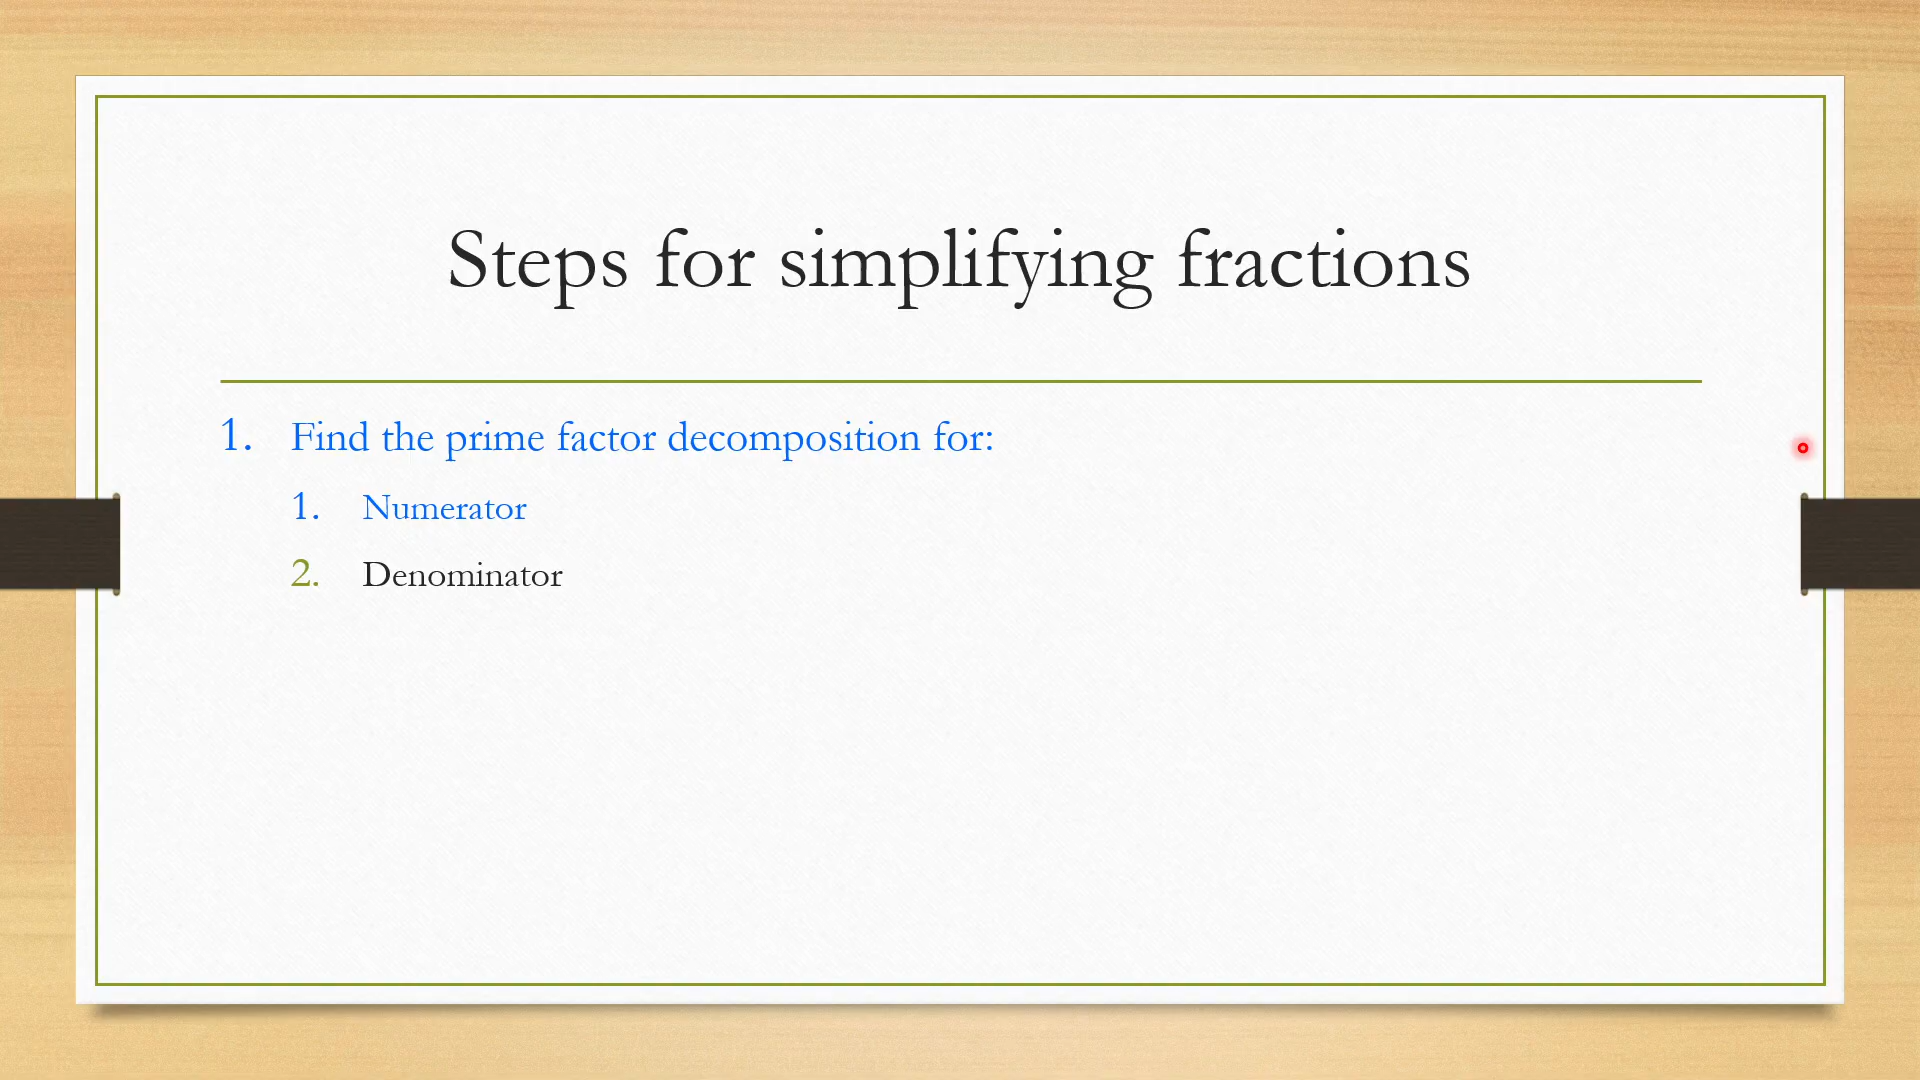 Steps for simplifying fractions
1. Find the prime factor decomposition for:
1. Numerator
2. Denominator